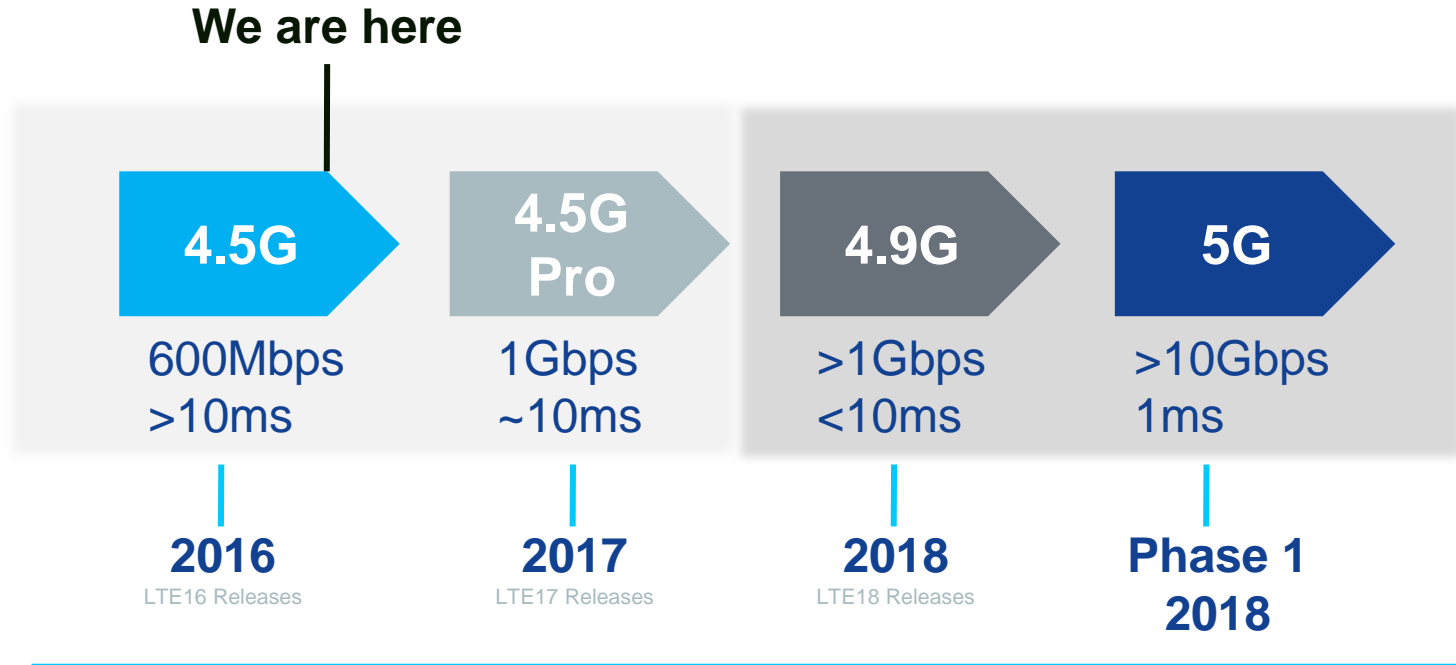 We are here
4.5G
4.5G
Pro
4.9G
5G
600Mbps
>10ms
1Gbps
~10ms
>1Gbps
<10ms
>10Gbps
1ms
2016
LTE16 Releases
2017
LTE17 Releases
2018
LTE18 Releases
Phase 1
2018